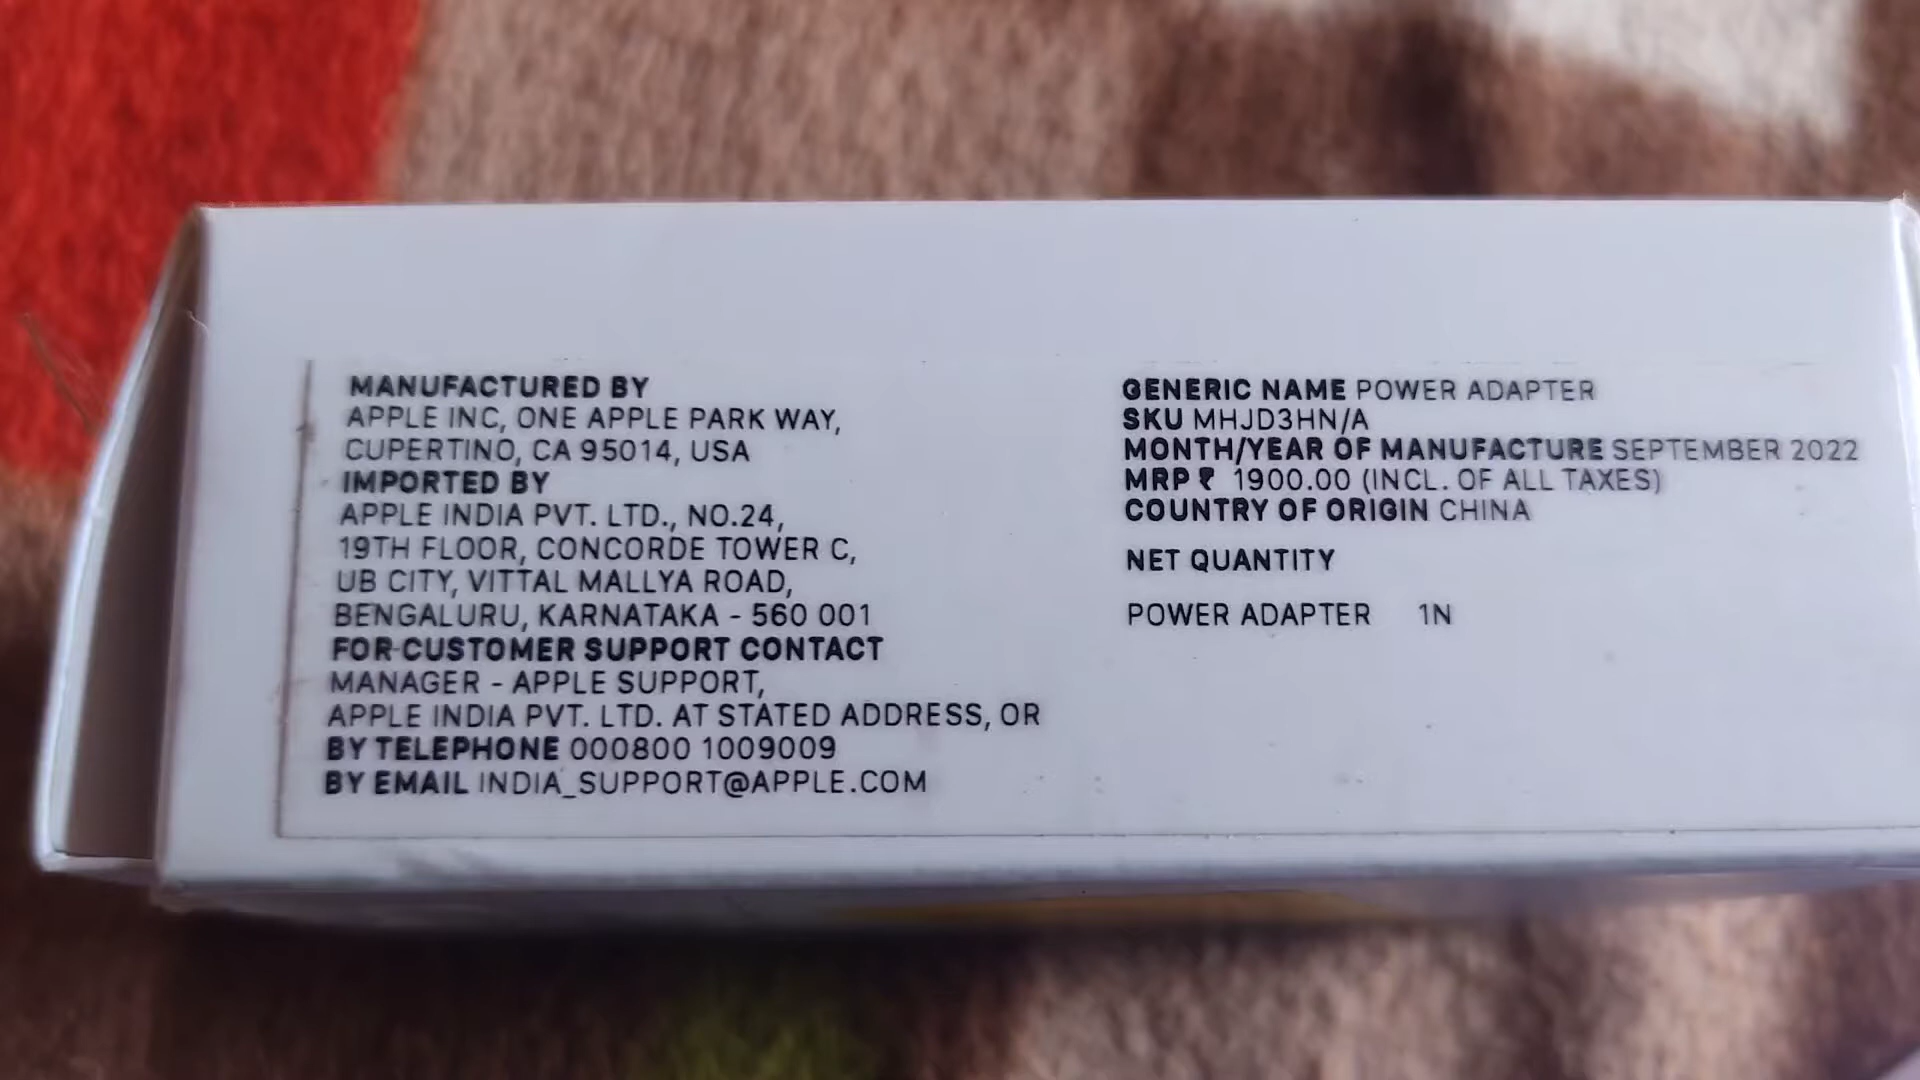 MANUFACTURED BY
APPLE INC, ONE APPLE PARK WAY,
CUPERTINO, CA 95014, USA
IMPORTED BY
APPLE INDIA PVT. LTD., NO.24,
19TH FLOOR, CONCORDE TOWER C,
UB CITY, VITTAL MALLYA ROAD,
BENGALURU, KARNATAKA - 560 001
FOR CUSTOMER SUPPORT CONTACT
MANAGER - APPLE SUPPORT,
APPLE INDIA PVT. LTD. AT STATED ADDRESS, OR
BY TELEPHONE 000800 1009009
BY EMAIL INDIA_SUPPORT@APPLE.COM
GENERIC NAME POWER ADAPTER
SKU MHJD3HN/A
MONTH/YEAR OF MANUFACTURE SEPTEMBER 2022
MRP ₹ 1900.00 (INCL. OF ALL TAXES)
COUNTRY OF ORIGIN CHINA
NET QUANTITY
POWER ADAPTER 1N